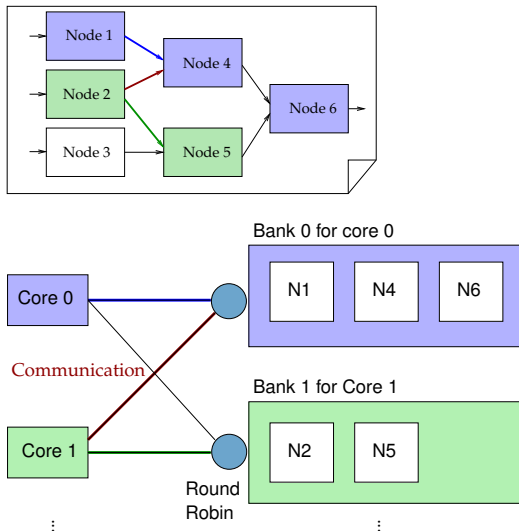 Node 1
Node 4
Node 2
Node 6
Node 3
Node 5
Bank 0 for core 0
Core 0
N1 N4 N6
Communication
Bank 1 for Core 1
Core 1
N2 N5
Round
Robin
... ...